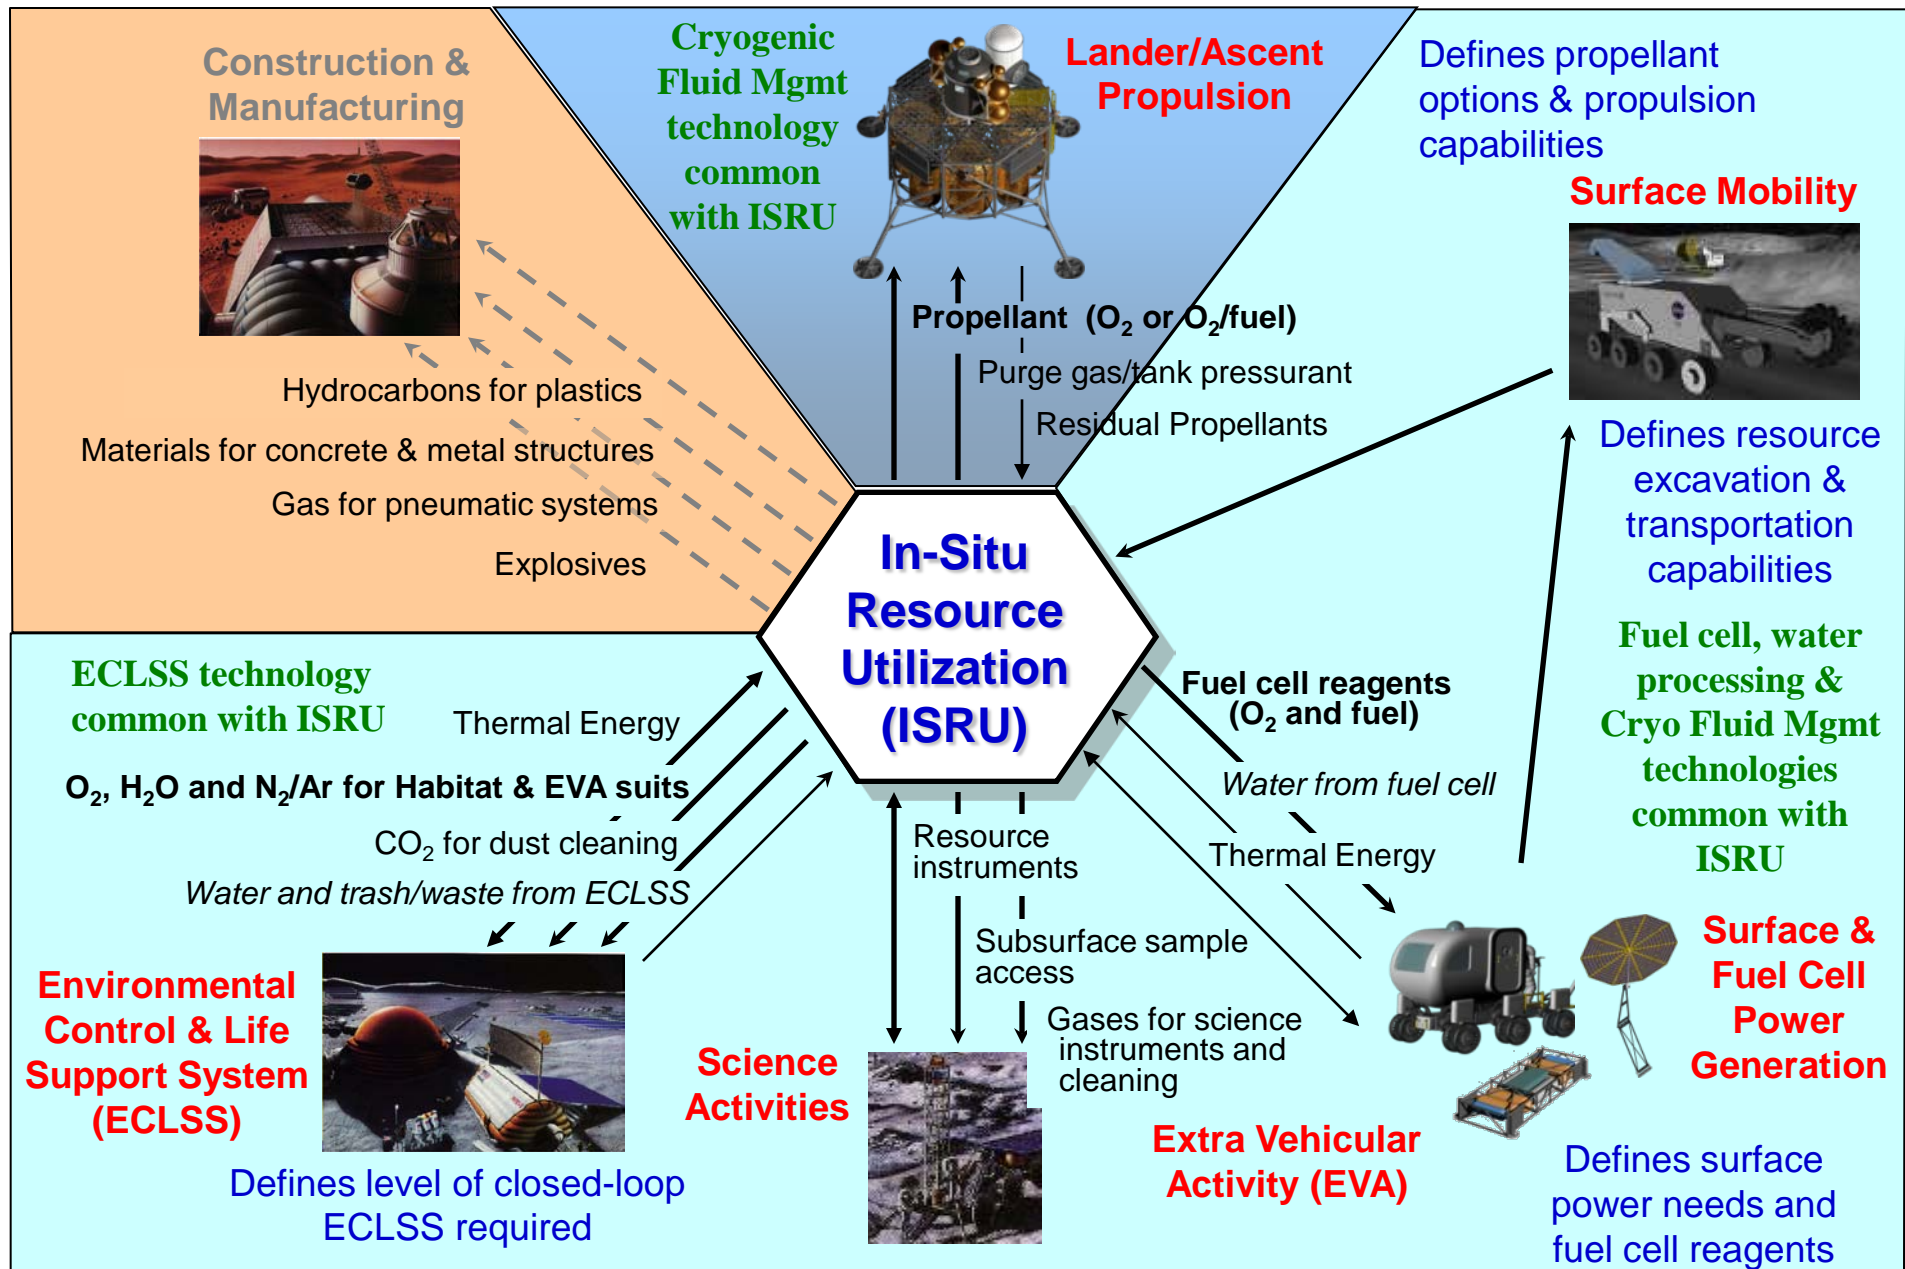 Construction &
Manufacturing
Hydrocarbons for plastics
Materials for concrete & metal structures
Gas for pneumatic systems
Explosives
Cryogenic
Fluid Mgmt
technology
common
with ISRU
Lander/Ascent
Propulsion
Propellant (O₂ or O₂/fuel)
Purge gas/tank pressurant
Residual Propellants
Defines propellant
options & propulsion
capabilities
Surface Mobility
Defines resource
excavation &
transportation
capabilities
Fuel cell, water
processing &
Cryo Fluid Mgmt
technologies
common with
ISRU
In-Situ
Resource
Utilization
(ISRU)
ECLSS technology
common with ISRU
Thermal Energy
O₂, H₂O and N₂/Ar for Habitat & EVA suits
CO₂ for dust cleaning
Water and trash/waste from ECLSS
Environmental
Control & Life
Support System
(ECLSS)
Defines level of closed-loop
ECLSS required
Resource
instruments
Subsurface sample
access
Gases for science
instruments and
cleaning
Science
Activities
Fuel cell reagents
(O₂ and fuel)
Water from fuel cell
Thermal Energy
Extra Vehicular
Activity (EVA)
Surface &
Fuel Cell
Power
Generation
Defines surface
power needs and
fuel cell reagents